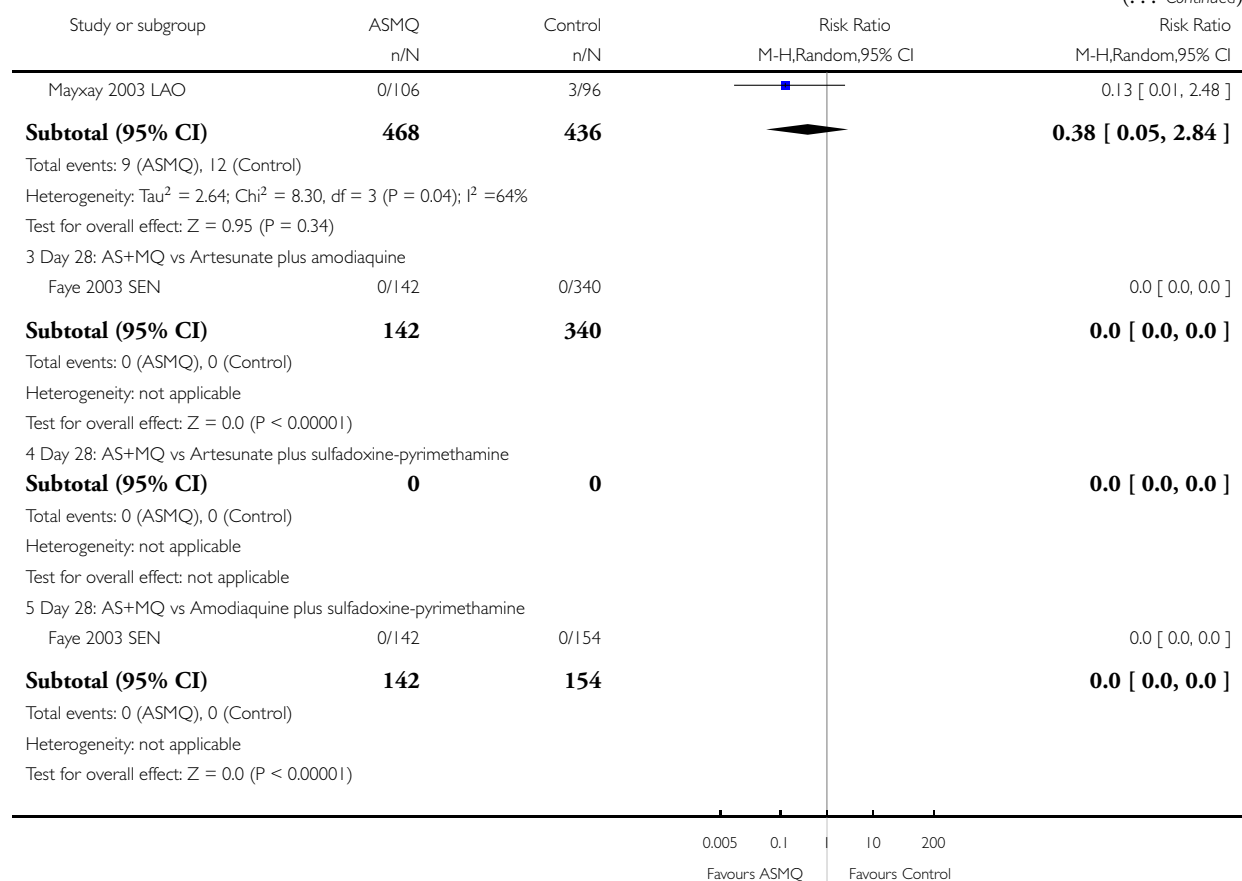 (. . . Continued)
Study or subgroup ASMQ Control Risk Ratio Risk Ratio
n/N n/N M-H,Random,95% CI M-H,Random,95% CI
Mayxay 2003 LAO 0/106 3/96 0.13 [ 0.01, 2.48 ]
Subtotal (95% CI) 468 436 0.38 [ 0.05, 2.84 ]
Total events: 9 (ASMQ), 12 (Control)
Heterogeneity: Tau² = 2.64; Chi² = 8.30, df = 3 (P = 0.04); I² =64%
Test for overall effect: Z = 0.95 (P = 0.34)
3 Day 28: AS+MQ vs Artesunate plus amodiaquine
Faye 2003 SEN 0/142 0/340 0.0 [ 0.0, 0.0 ]
Subtotal (95% CI) 142 340 0.0 [ 0.0, 0.0 ]
Total events: 0 (ASMQ), 0 (Control)
Heterogeneity: not applicable
Test for overall effect: Z = 0.0 (P < 0.00001)
4 Day 28: AS+MQ vs Artesunate plus sulfadoxine-pyrimethamine
Subtotal (95% CI) 0 0 0.0 [ 0.0, 0.0 ]
Total events: 0 (ASMQ), 0 (Control)
Heterogeneity: not applicable
Test for overall effect: not applicable
5 Day 28: AS+MQ vs Amodiaquine plus sulfadoxine-pyrimethamine
Faye 2003 SEN 0/142 0/154 0.0 [ 0.0, 0.0 ]
Subtotal (95% CI) 142 154 0.0 [ 0.0, 0.0 ]
Total events: 0 (ASMQ), 0 (Control)
Heterogeneity: not applicable
Test for overall effect: Z = 0.0 (P < 0.00001)
0.005 0.1 1 10 200
Favours ASMQ Favours Control